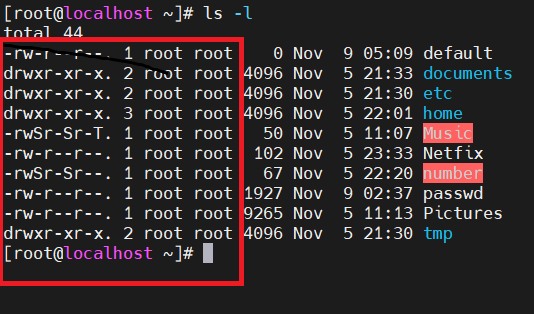 [root@localhost ~]# ls -l
total 44
-rw-r--r--. 1 root root 0 Nov 9 05:09 default
drwxr-xr-x. 2 root root 4096 Nov 5 21:33 documents
drwxr-xr-x. 2 root root 4096 Nov 5 21:30 etc
drwxr-xr-x. 3 root root 4096 Nov 5 22:01 home
-rwSr-Sr-T. 1 root root 50 Nov 5 11:07 Music
-rw-r--r--. 1 root root 102 Nov 5 23:33 Netfix
-rwSr-Sr--. 1 root root 67 Nov 5 22:20 number
-rw-r--r--. 1 root root 1927 Nov 9 02:37 passwd
-rw-r--r--. 1 root root 9265 Nov 5 11:13 Pictures
drwxr-xr-x. 2 root root 4096 Nov 5 21:30 tmp
[root@localhost ~]#